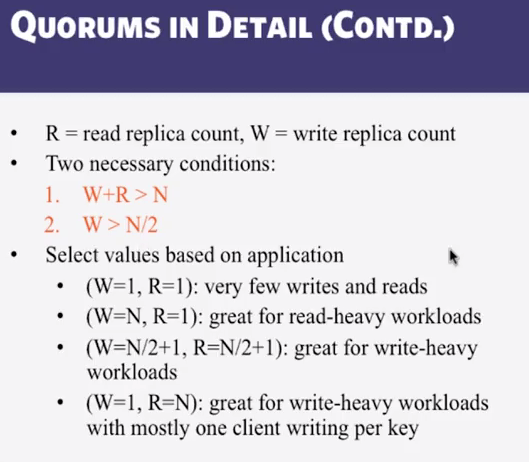 QUORUMS IN DETAIL (CONTD.)
• R = read replica count, W = write replica count
• Two necessary conditions:
1. W+R > N
2. W > N/2
• Select values based on application
• (W=1, R=1): very few writes and reads
• (W=N, R=1): great for read-heavy workloads
• (W=N/2+1, R=N/2+1): great for write-heavy
workloads
• (W=1, R=N): great for write-heavy workloads
with mostly one client writing per key